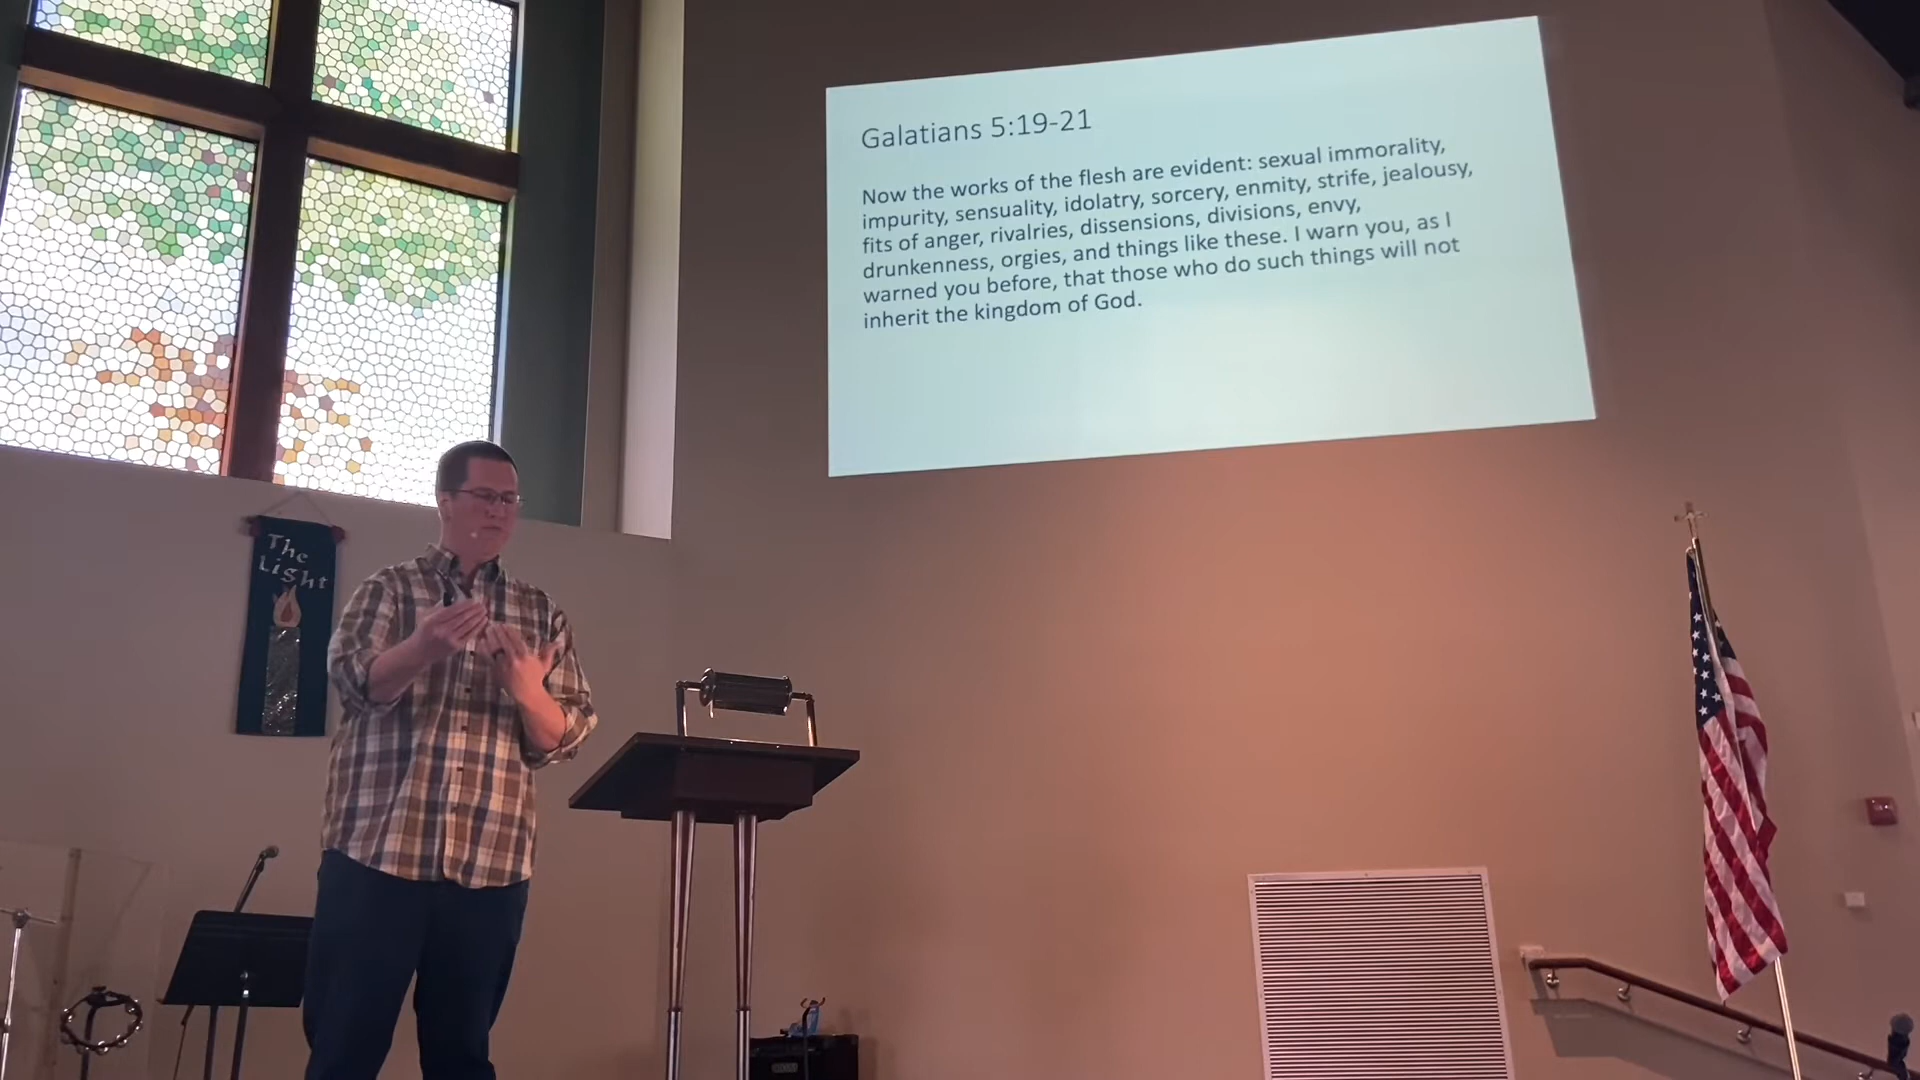 Galatians 5:19-21
Now the works of the flesh are evident: sexual immorality,
impurity, sensuality, idolatry, sorcery, enmity, strife, jealousy,
fits of anger, rivalries, dissensions, divisions, envy,
drunkenness, orgies, and things like these. I warn you, as I
warned you before, that those who do such things will not
inherit the kingdom of God.
The
Light